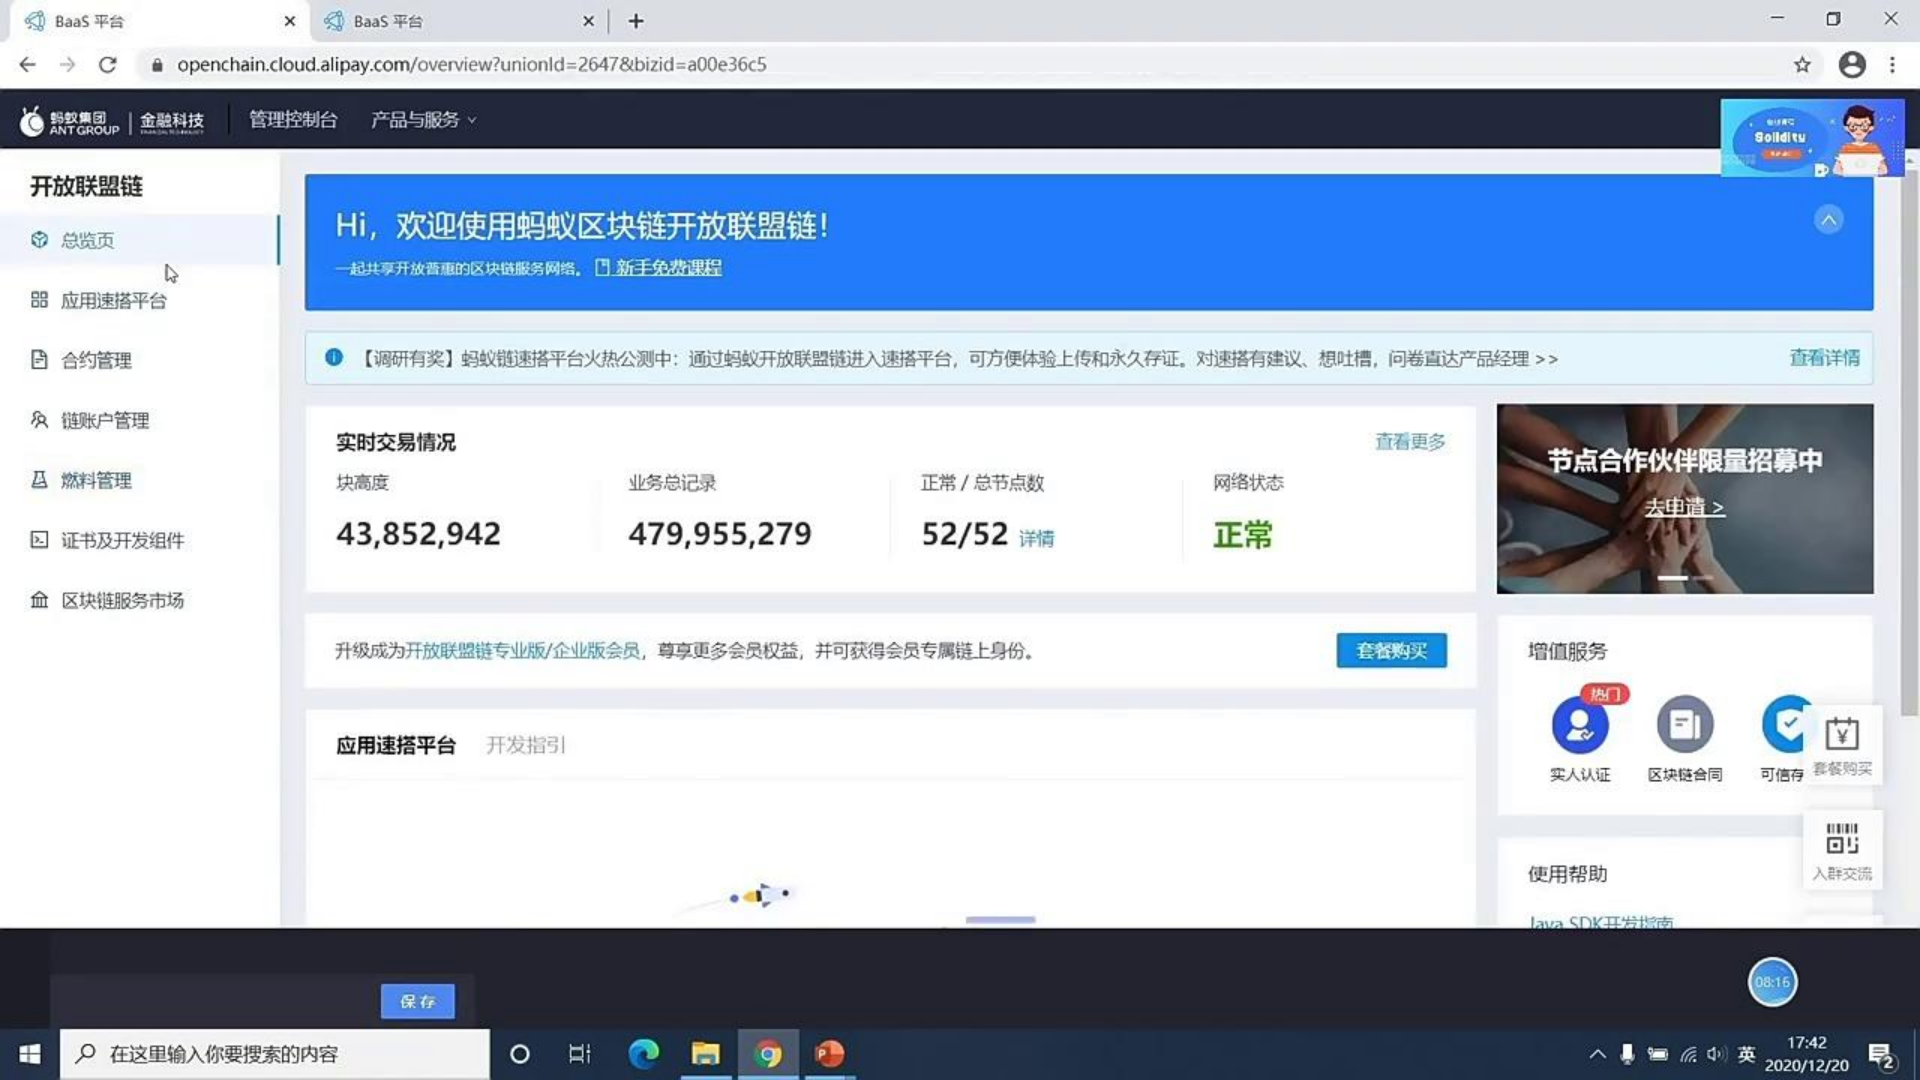 BaaS 平台
BaaS 平台
openchain.cloud.alipay.com/overview?unionId=2647&bizid=a00e36c5
蚂蚁集团
ANT GROUP
金融科技
管理控制台
产品与服务
Solidity
开放联盟链
总览页
应用速搭平台
合约管理
链账户管理
燃料管理
证书及开发组件
区块链服务市场
Hi，欢迎使用蚂蚁区块链开放联盟链！
一起共享开放普惠的区块链服务网络。 新手免费课程
【调研有奖】蚂蚁链速搭平台火热公测中：通过蚂蚁开放联盟链进入速搭平台，可方便体验上传和永久存证。对速搭有建议、想吐槽，问卷直达产品经理 >>
查看详情
实时交易情况
查看更多
块高度
业务总记录
正常 / 总节点数
网络状态
43,852,942
479,955,279
52/52 详情
正常
节点合作伙伴限量招募中
去申请 >
升级成为开放联盟链专业版/企业版会员，尊享更多会员权益，并可获得会员专属链上身份。
套餐购买
应用速搭平台
开发指引
增值服务
热门
实人认证
区块链合同
可信存
套餐购买
入群交流
使用帮助
Java SDK开发指南
保存
08:16
在这里输入你要搜索的内容
英
17:42
2020/12/20
2